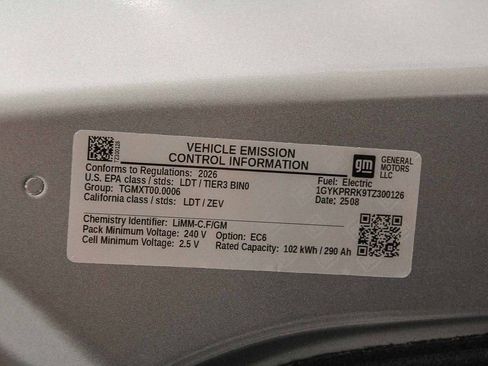 TZ300126
VEHICLE EMISSION
CONTROL INFORMATION
gm
GENERAL
MOTORS
LLC
Conforms to Regulations: 2026
U.S. EPA class / stds: LDT / TIER3 BIN0
Group: TGMXT00.0006
California class / stds: LDT / ZEV
Fuel: Electric
1GYKPRRK9TZ300126
Date: 2508
Chemistry Identifier: LiMM-C.F/GM
Pack Minimum Voltage: 240 V Option: EC6
Cell Minimum Voltage: 2.5 V Rated Capacity: 102 kWh / 290 Ah